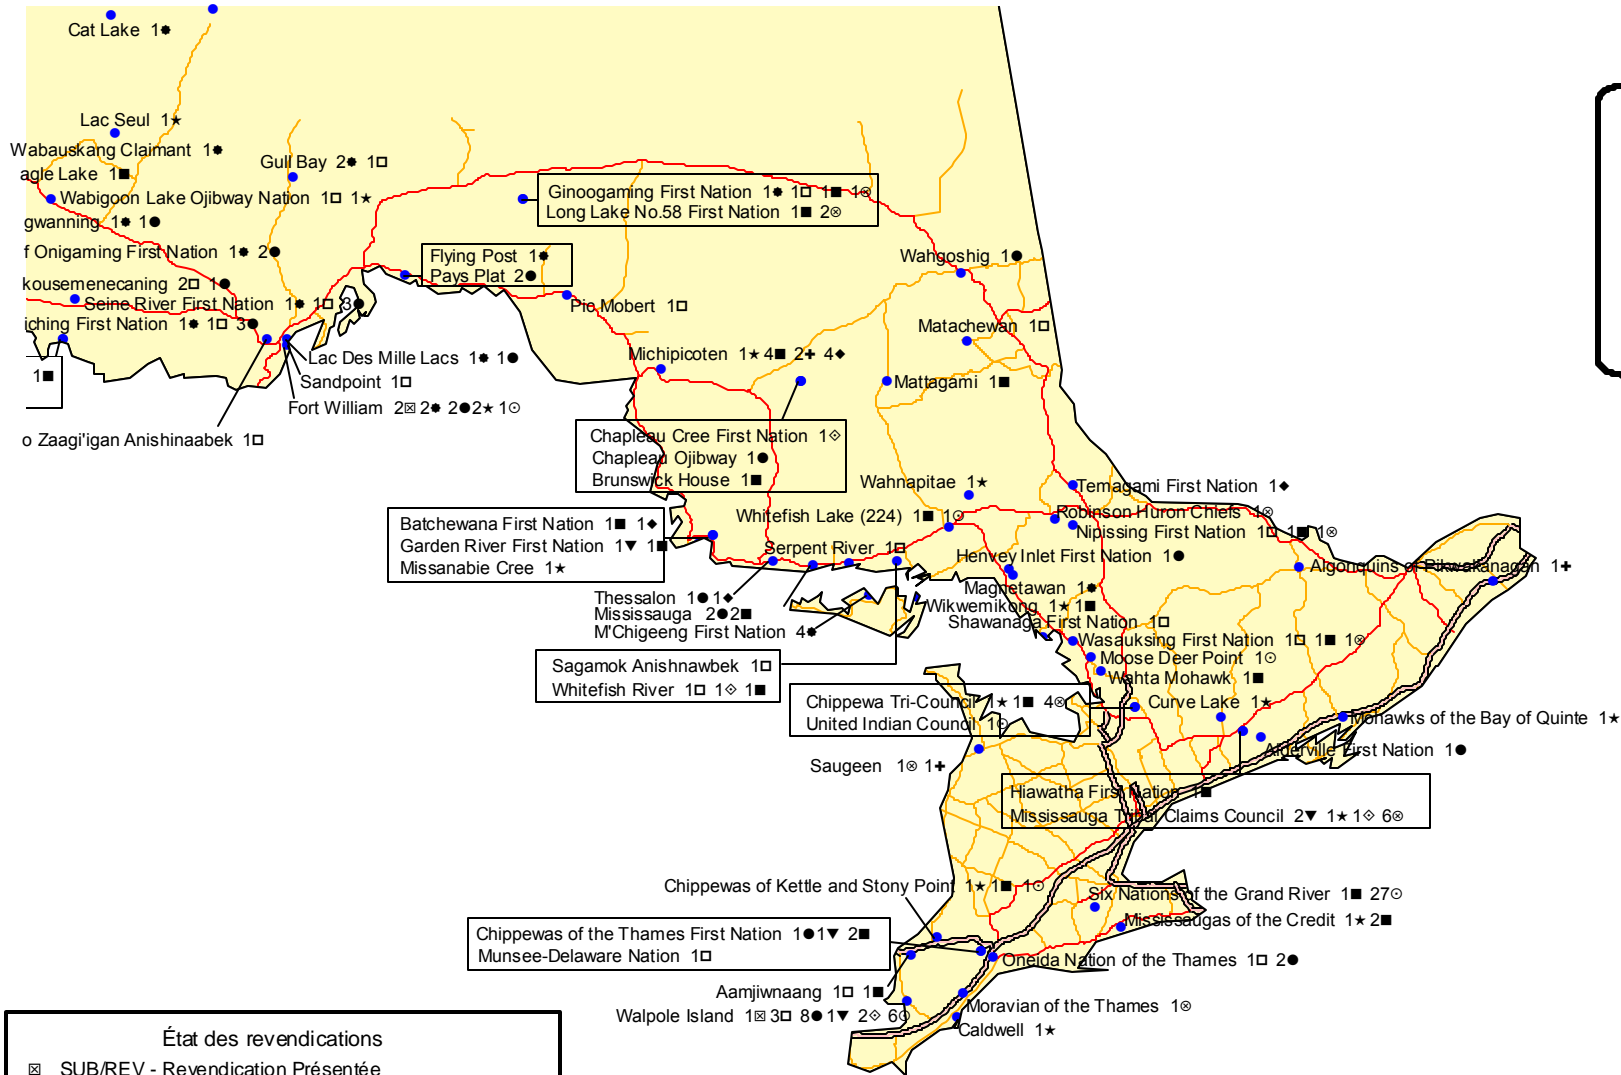 Cat Lake 1✸
Lac Seul 1★
Wabauskang Claimant 1✸
agle Lake 1■
Gull Bay 2✸ 1□
Wabigoon Lake Ojibway Nation 1□ 1★
Ginoogaming First Nation 1✸ 1□ 1■ 1⊗
Long Lake No.58 First Nation 1■ 2⊗
gwanning 1✸ 1●
f Onigaming First Nation 1✸ 2●
Flying Post 1✸
Pays Plat 2●
Wahgoshig 1●
kousemenecaning 2□ 1●
Seine River First Nation 1✸ 1□ 3●
Pic Mobert 1□
iching First Nation 1✸ 1□ 3●
Matachewan 1□
Lac Des Mille Lacs 1✸ 1●
Michipicoten 1★ 4■ 2✚ 4◆
1■
Sandpoint 1□
Mattagami 1■
Fort William 2☒ 2✸ 2● 2★ 1⊙
o Zaagi'igan Anishinaabek 1□
Chapleau Cree First Nation 1◈
Chapleau Ojibway 1●
Brunswick House 1■
Wahnapitae 1★
Temagami First Nation 1◆
Robinson Huron Chiefs 1⊗
Whitefish Lake (224) 1■ 1⊙
Batchewana First Nation 1■ 1◆
Garden River First Nation 1▼ 1■
Missanabie Cree 1★
Nipissing First Nation 1□ 1■ 1⊗
Serpent River 1□
Henvey Inlet First Nation 1●
Algonquins of Pikwakanagan 1✚
Magnetawan 1✸
Thessalon 1● 1◆
Mississauga 2● 2■
M'Chigeeng First Nation 4✸
Wikwemikong 1★ 1■
Shawanaga First Nation 1□
Wasauksing First Nation 1□ 1■ 1⊗
Moose Deer Point 1⊙
Sagamok Anishnawbek 1□
Whitefish River 1□ 1◈ 1■
Wahta Mohawk 1■
Chippewa Tri-Council 1★ 1■ 4⊗
United Indian Council 1⊙
Curve Lake 1★
Mohawks of the Bay of Quinte 1★
Alderville First Nation 1●
Saugeen 1⊗ 1✚
Hiawatha First Nation 1■
Mississauga Tribal Claims Council 2▼ 1★ 1◈ 6⊗
Chippewas of Kettle and Stony Point 1★ 1■ 1⊙
Six Nations of the Grand River 1■ 27⊙
Mississaugas of the Credit 1★ 2■
Chippewas of the Thames First Nation 1● 1▼ 2■
Munsee-Delaware Nation 1□
Oneida Nation of the Thames 1□ 2●
Aamjiwnaang 1□ 1■
Moravian of the Thames 1⊗
Walpole Island 1☒ 3□ 8● 1▼ 2◈ 6⊙
Caldwell 1★
État des revendications
☒ SUB/REV - Revendication Présentée